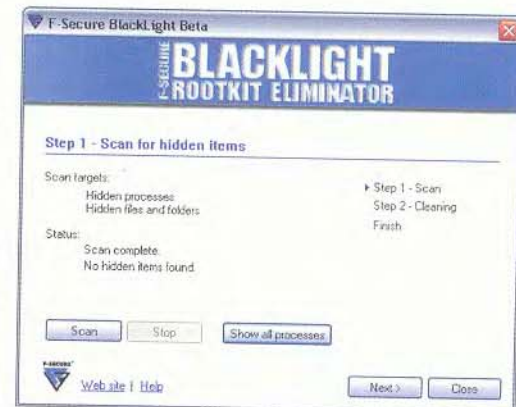 F-Secure BlackLight Beta
F-SECURE
BLACKLIGHT
ROOTKIT ELIMINATOR
Step 1 - Scan for hidden items
Scan targets:
Hidden processes
Hidden files and folders
Status:
Scan complete.
No hidden items found
▸ Step 1 - Scan
Step 2 - Cleaning
Finish
Scan
Stop
Show all processes
F-SECURE
Web site | Help
Next >
Close